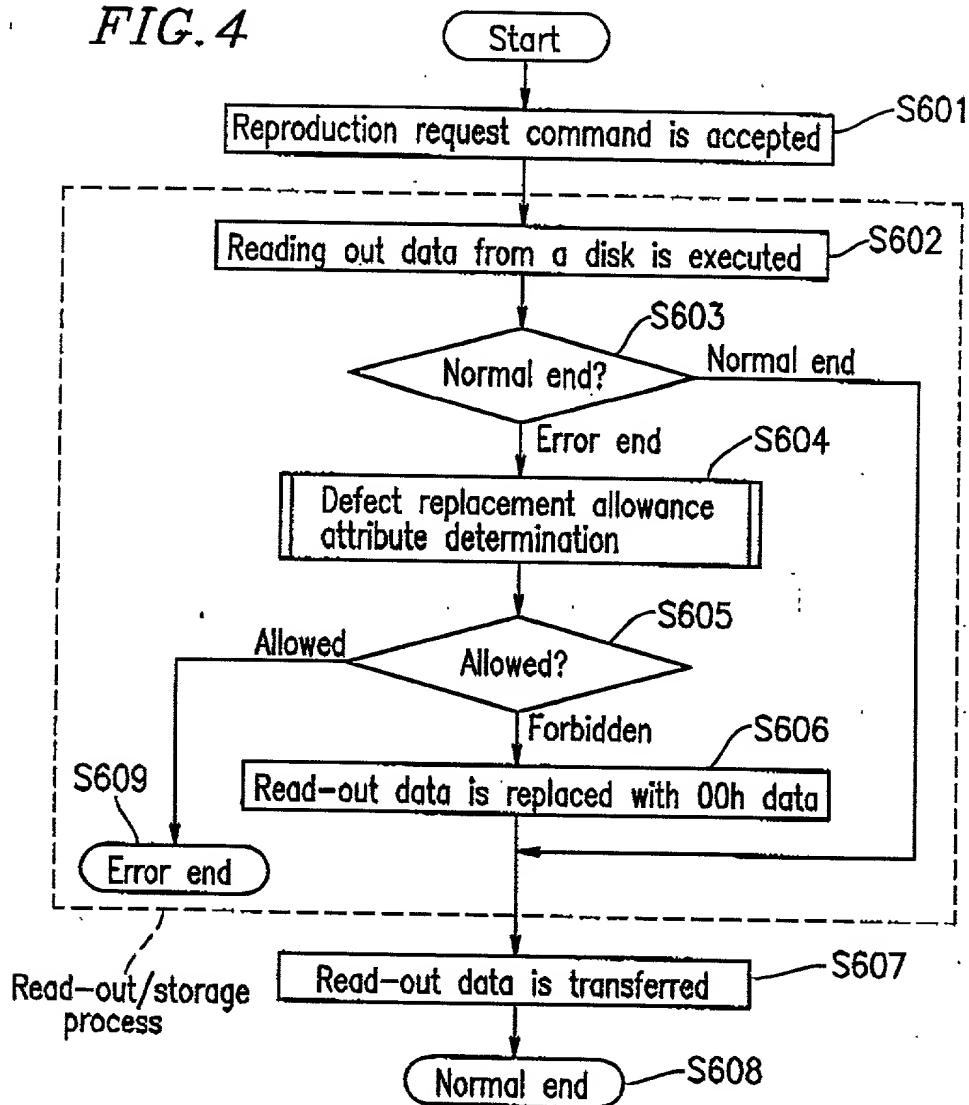 FIG. 4
Start
S601
Reproduction request command is accepted
S602
Reading out data from a disk is executed
S603
Normal end?
Normal end
Error end
S604
Defect replacement allowance
attribute determination
S605
Allowed
Allowed?
Forbidden
S606
S609
Read-out data is replaced with 00h data
Error end
S607
Read-out/storage
process
Read-out data is transferred
Normal end
S608